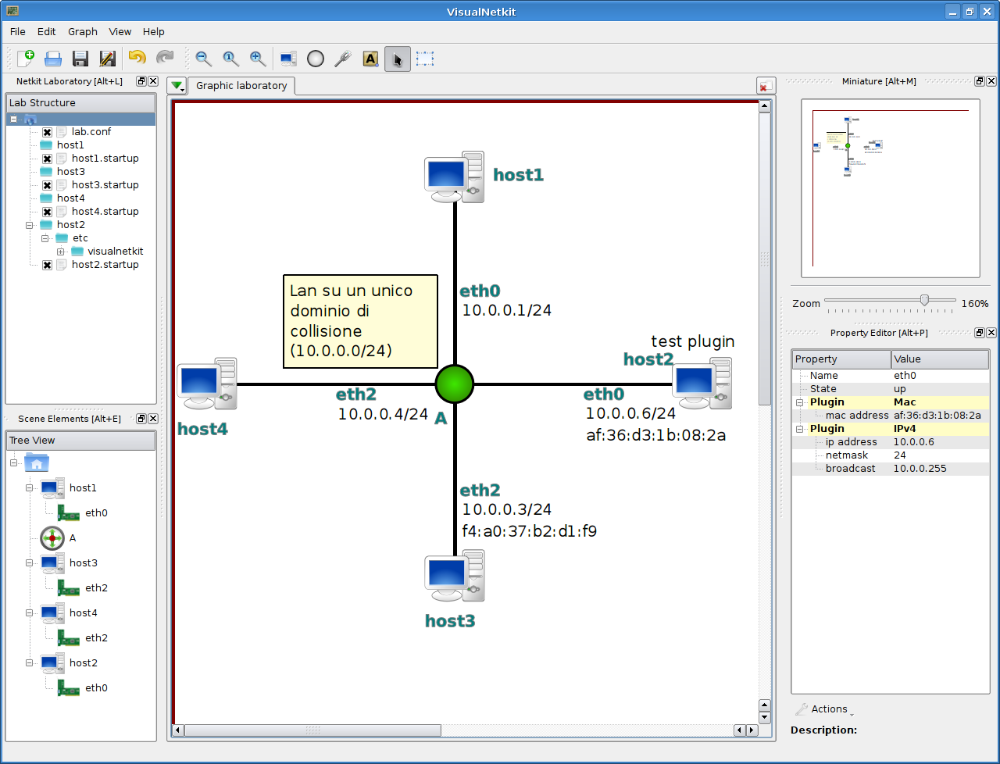 VisualNetkit
File Edit Graph View Help
Netkit Laboratory [Alt+L]
Lab Structure
lab.conf
host1
host1.startup
host3
host3.startup
host4
host4.startup
host2
etc
visualnetkit
host2.startup
Scene Elements [Alt+E]
Tree View
host1
eth0
A
host3
eth2
host4
eth2
host2
eth0
Graphic laboratory
host1
Lan su un unico
dominio di
collisione
(10.0.0.0/24)
eth0
10.0.0.1/24
test plugin
host2
eth0
10.0.0.6/24
af:36:d3:1b:08:2a
eth2
10.0.0.4/24
A
host4
eth2
10.0.0.3/24
f4:a0:37:b2:d1:f9
host3
Miniature [Alt+M]
Zoom 160%
Property Editor [Alt+P]
Property Value
Name eth0
State up
Plugin Mac
mac address af:36:d3:1b:08:2a
Plugin IPv4
ip address 10.0.0.6
netmask 24
broadcast 10.0.0.255
Actions
Description: